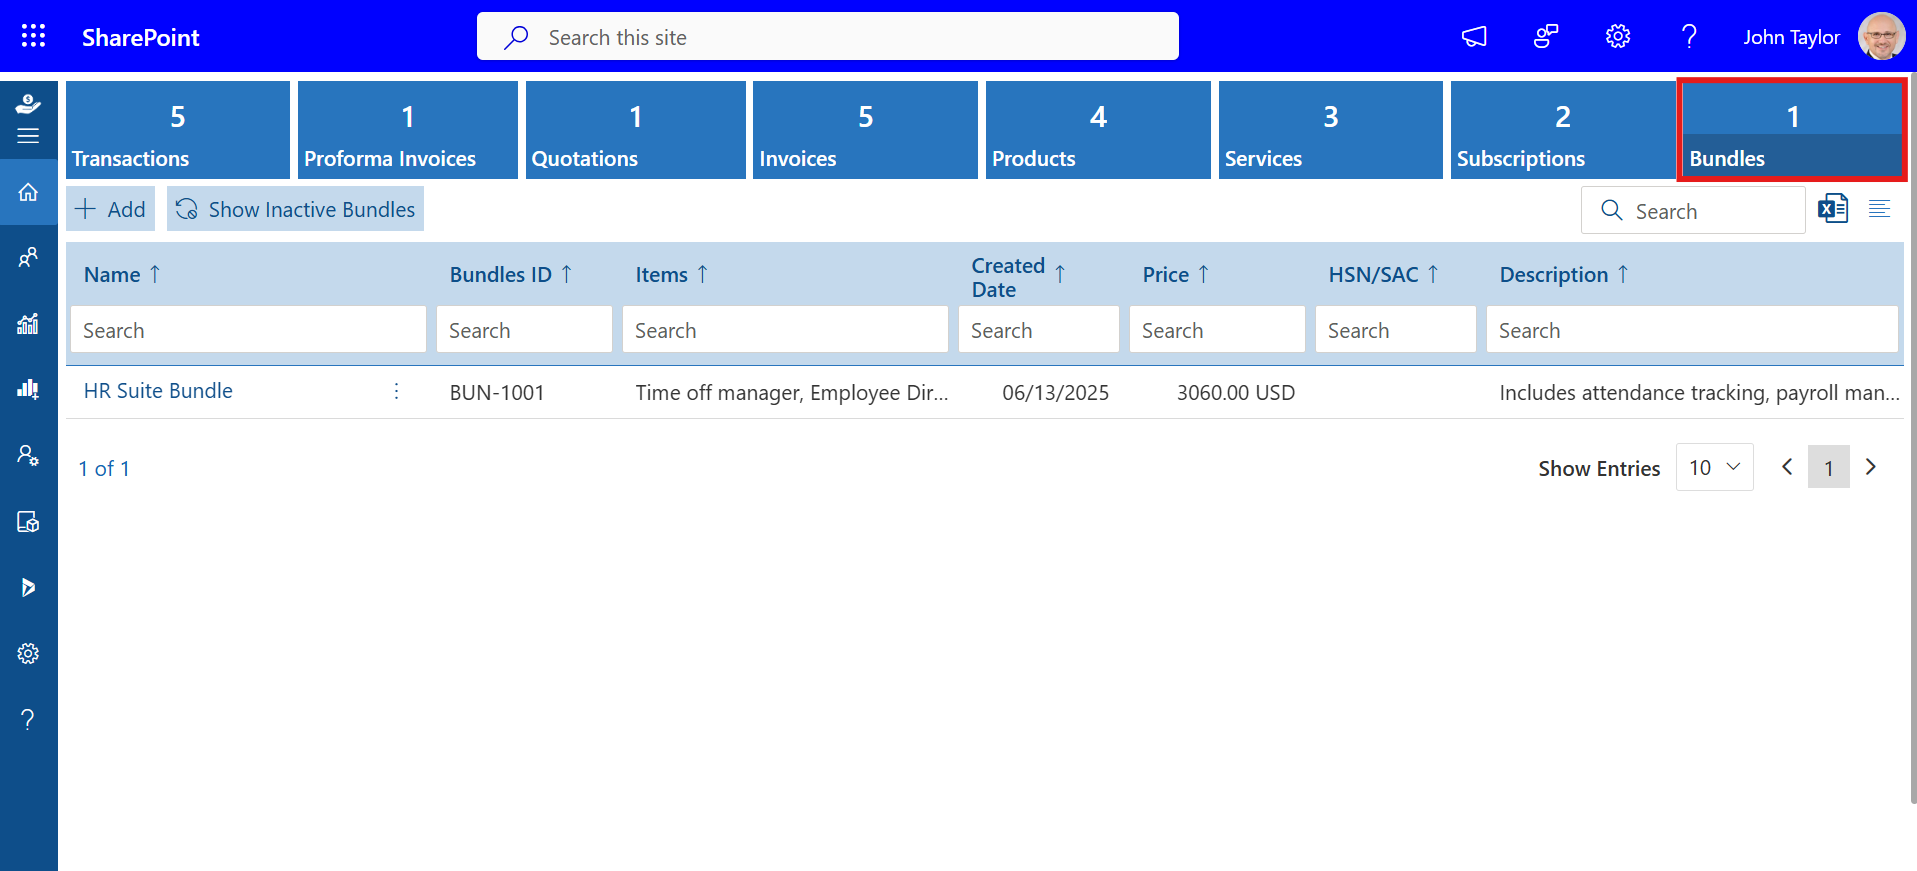 SharePoint
Search this site
John Taylor
5
Transactions
1
Proforma Invoices
1
Quotations
5
Invoices
4
Products
3
Services
2
Subscriptions
1
Bundles
Add
Show Inactive Bundles
Search
Name ↑ Bundles ID ↑ Items ↑ Created Date ↑ Price ↑ HSN/SAC ↑ Description ↑
Search Search Search Search Search Search Search
HR Suite Bundle BUN-1001 Time off manager, Employee Dir... 06/13/2025 3060.00 USD Includes attendance tracking, payroll man...
1 of 1
Show Entries 10 1